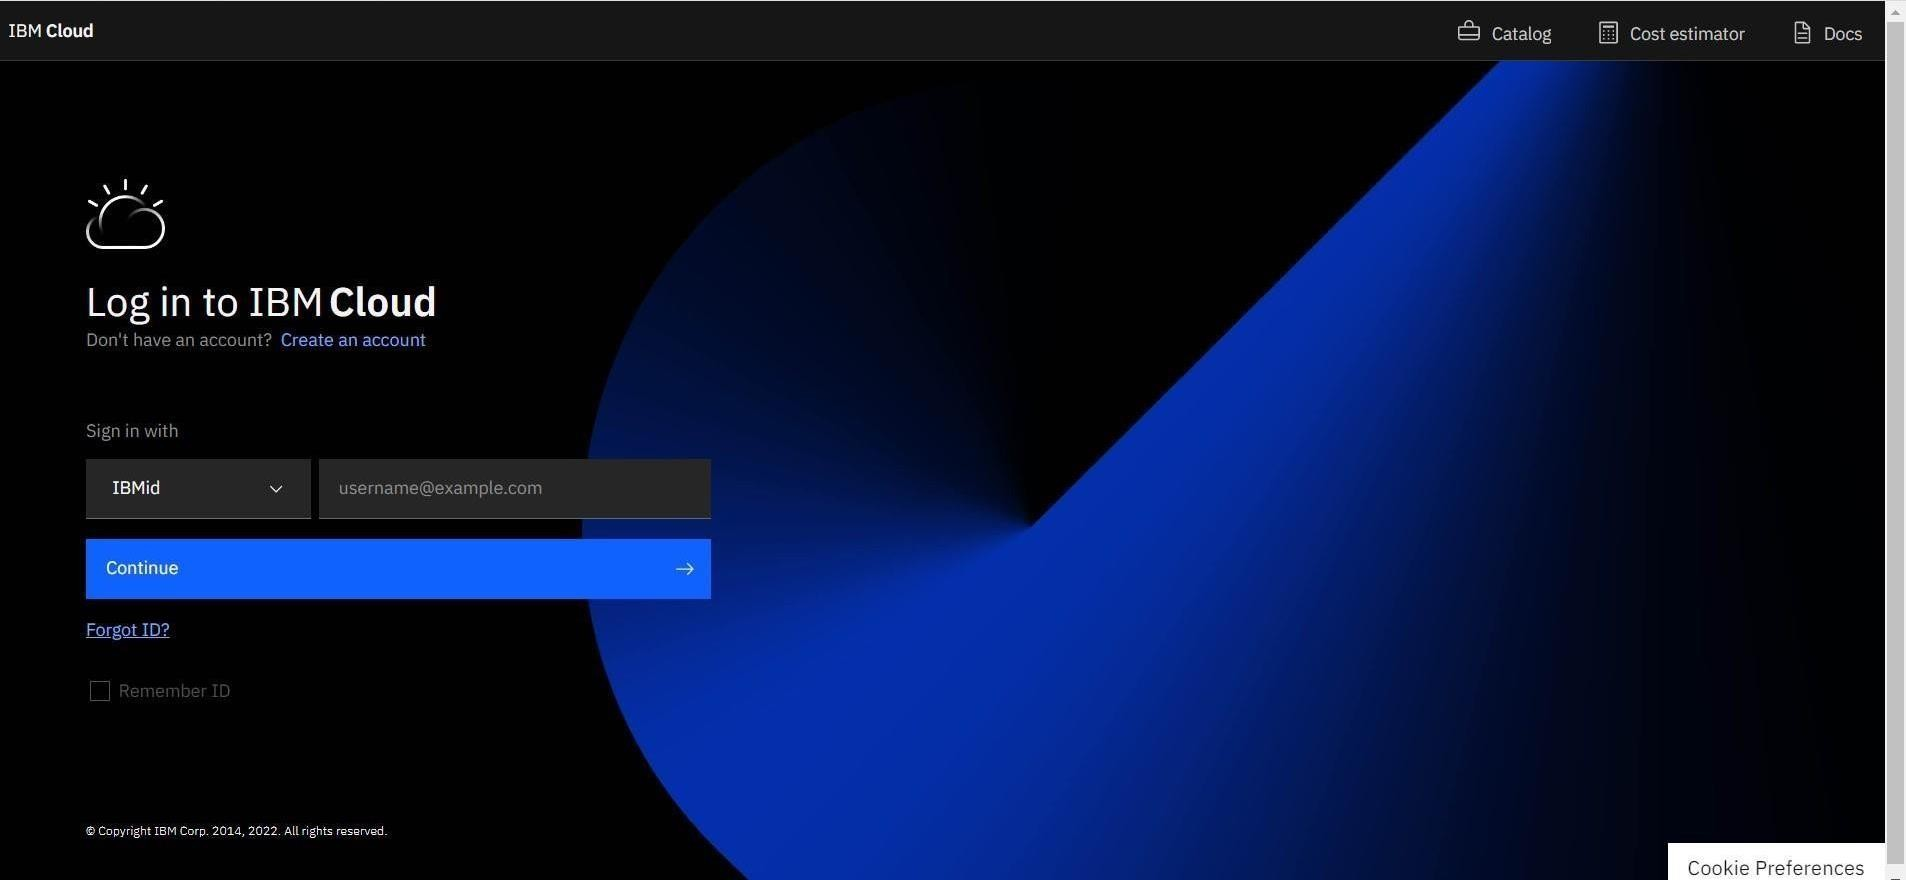 IBM Cloud
Catalog
Cost estimator
Docs
Log in to IBM Cloud
Don't have an account? Create an account
Sign in with
IBMid
username@example.com
Continue
Forgot ID?
Remember ID
© Copyright IBM Corp. 2014, 2022. All rights reserved.
Cookie Preferences